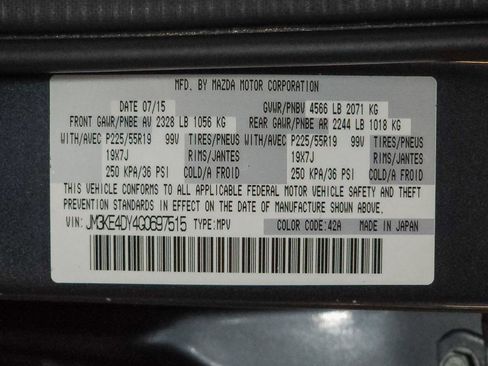 MFD. BY MAZDA MOTOR CORPORATION
DATE 07/15 GVWR/PNBV 4566 LB 2071 KG
FRONT GAWR/PNBE AV 2328 LB 1056 KG REAR GAWR/PNBE AR 2244 LB 1018 KG
WITH/AVEC P225/55R19 99V TIRES/PNEUS WITH/AVEC P225/55R19 99V TIRES/PNEUS
19X7J RIMS/JANTES 19X7J RIMS/JANTES
250 KPA/36 PSI COLD/A FROID 250 KPA/36 PSI COLD/A FROID
THIS VEHICLE CONFORMS TO ALL APPLICABLE FEDERAL MOTOR VEHICLE SAFETY AND THEFT
PREVENTION STANDARDS IN EFFECT ON THE DATE OF MANUFACTURE SHOWN ABOVE.
VIN: JM3KE4DY4G0697515 TYPE:MPV COLOR CODE:42A MADE IN JAPAN